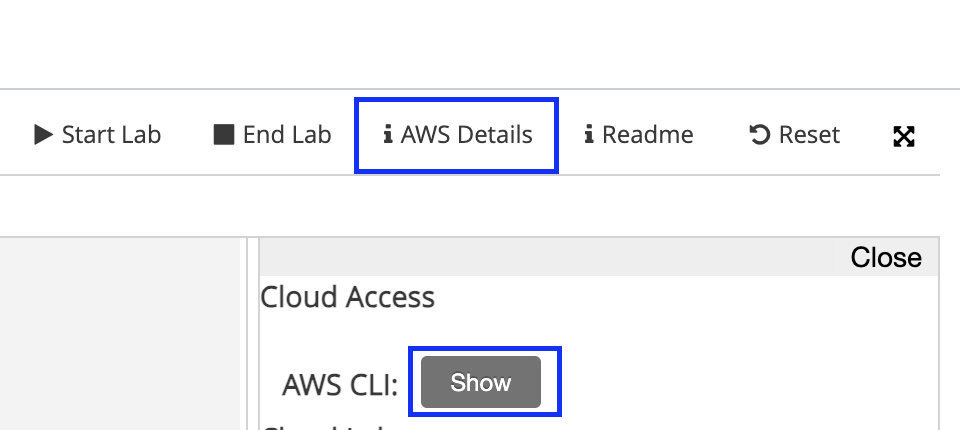 Start Lab End Lab AWS Details Readme Reset
Close
Cloud Access
AWS CLI: Show